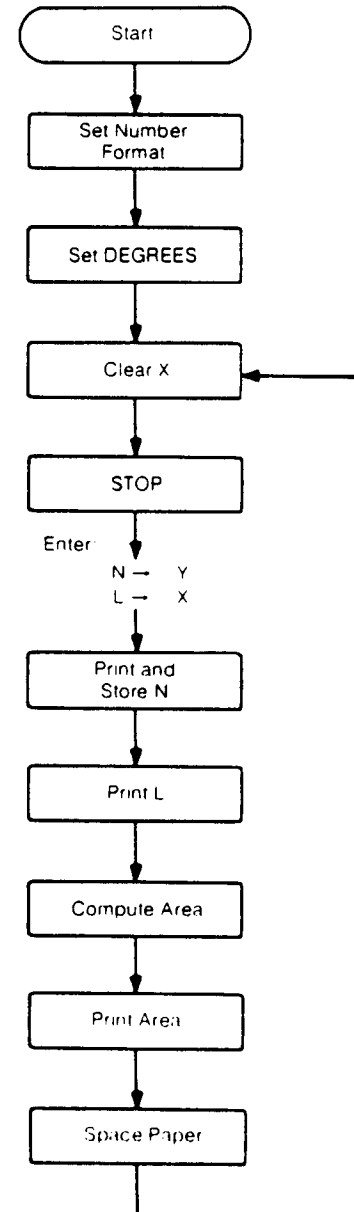 Start
Set Number
Format
Set DEGREES
Clear X
STOP
Enter
N → Y
L → X
Print and
Store N
Print L
Compute Area
Print Area
Space Paper